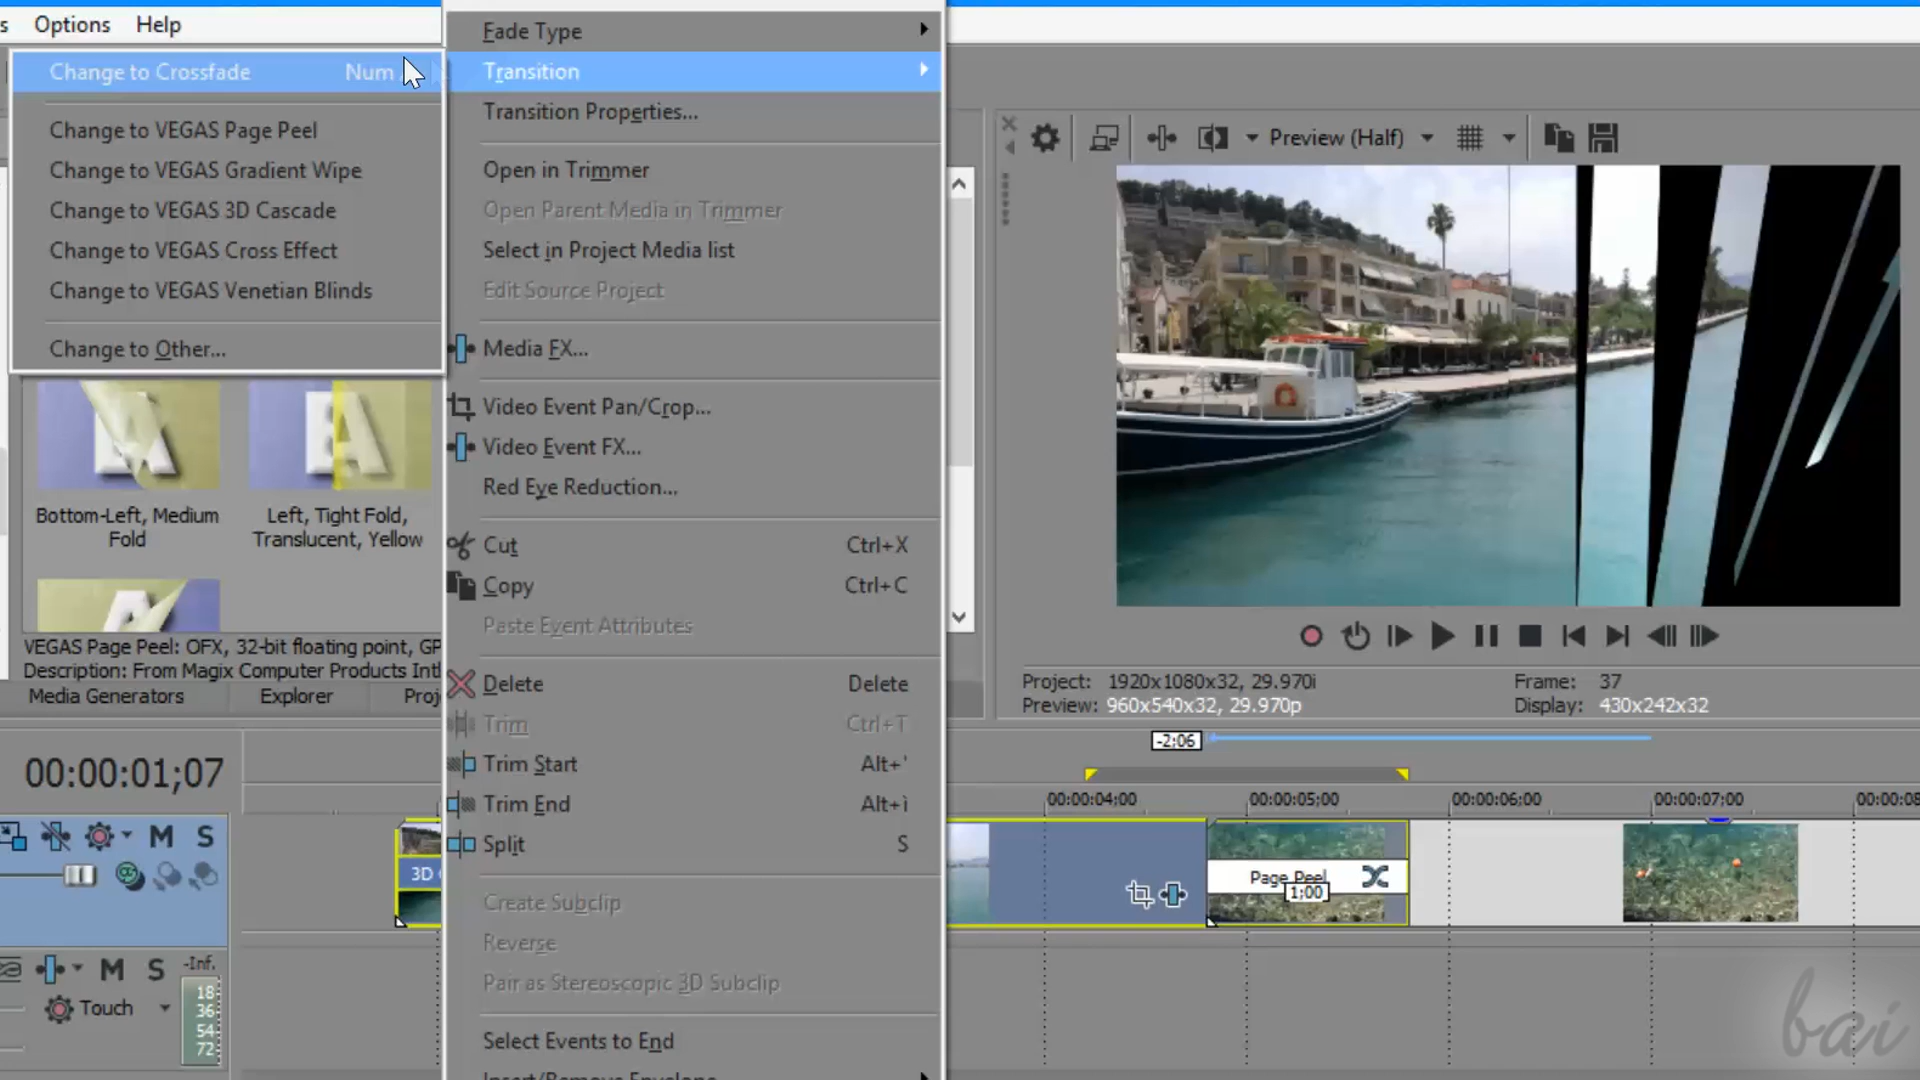 Options Help
Change to Crossfade Num
Change to VEGAS Page Peel
Change to VEGAS Gradient Wipe
Change to VEGAS 3D Cascade
Change to VEGAS Cross Effect
Change to VEGAS Venetian Blinds
Change to Other...
Bottom-Left, Medium
Fold
Left, Tight Fold,
Translucent, Yellow
VEGAS Page Peel: OFX, 32-bit floating point, GP
Description: From Magix Computer Products Intl
Media Generators Explorer
Fade Type
Transition
Transition Properties...
Open in Trimmer
Open Parent Media in Trimmer
Select in Project Media list
Edit Source Project
Media FX...
Video Event Pan/Crop...
Video Event FX...
Red Eye Reduction...
Cut Ctrl+X
Copy Ctrl+C
Paste Event Attributes
Delete Delete
Trim Ctrl+T
Trim Start Alt+'
Trim End Alt+ì
Split S
Create Subclip
Reverse
Pair as Stereoscopic 3D Subclip
Select Events to End
Insert/Remove Envelope
Preview (Half)
Project: 1920x1080x32, 29.970i
Preview: 960x540x32, 29.970p
Frame: 37
Display: 430x242x32
-2;06
00:00:01;07
00:00:04;00 00:00:05;00 00:00:06;00 00:00:07;00
M S
3D
Page Peel
1;00
M S -Inf.
Touch
18
36
54
72
bai